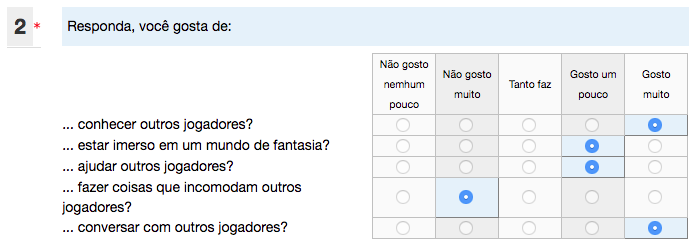 2 * Responda, você gosta de:
Não gosto nenhum pouco
Não gosto muito
Tanto faz
Gosto um pouco
Gosto muito
... conhecer outros jogadores?
... estar imerso em um mundo de fantasia?
... ajudar outros jogadores?
... fazer coisas que incomodam outros
jogadores?
... conversar com outros jogadores?